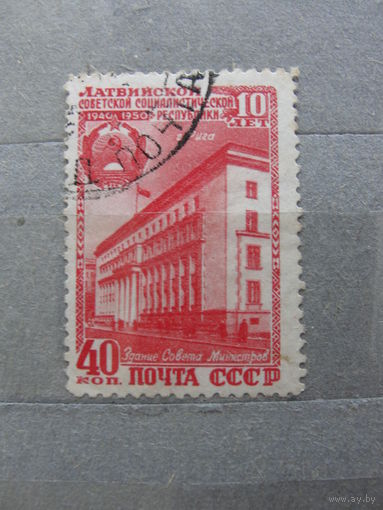 ЛАТВИЙСКОЙ
СОВЕТСКОЙ СОЦИАЛИСТИЧЕСКОЙ
1940 1950 РЕСПУБЛИКИ
10
ЛЕТ
г. Рига
ПОЧТА
Здание Совета Министров
40
КОП.
ПОЧТА СССР
www.ay.by